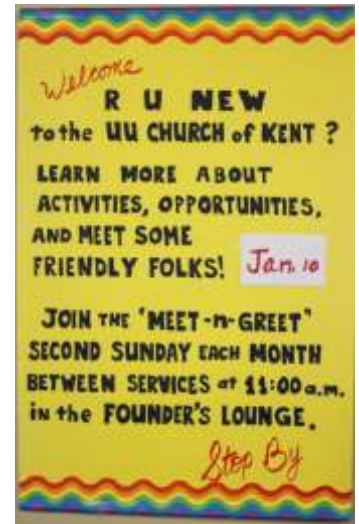 Welcome
R U NEW
to the UU CHURCH of KENT ?
LEARN MORE ABOUT
ACTIVITIES, OPPORTUNITIES,
AND MEET SOME
FRIENDLY FOLKS! Jan. 10
JOIN THE 'MEET-n-GREET'
SECOND SUNDAY EACH MONTH
BETWEEN SERVICES at 11:00 a.m.
in the FOUNDER'S LOUNGE.
Stop By